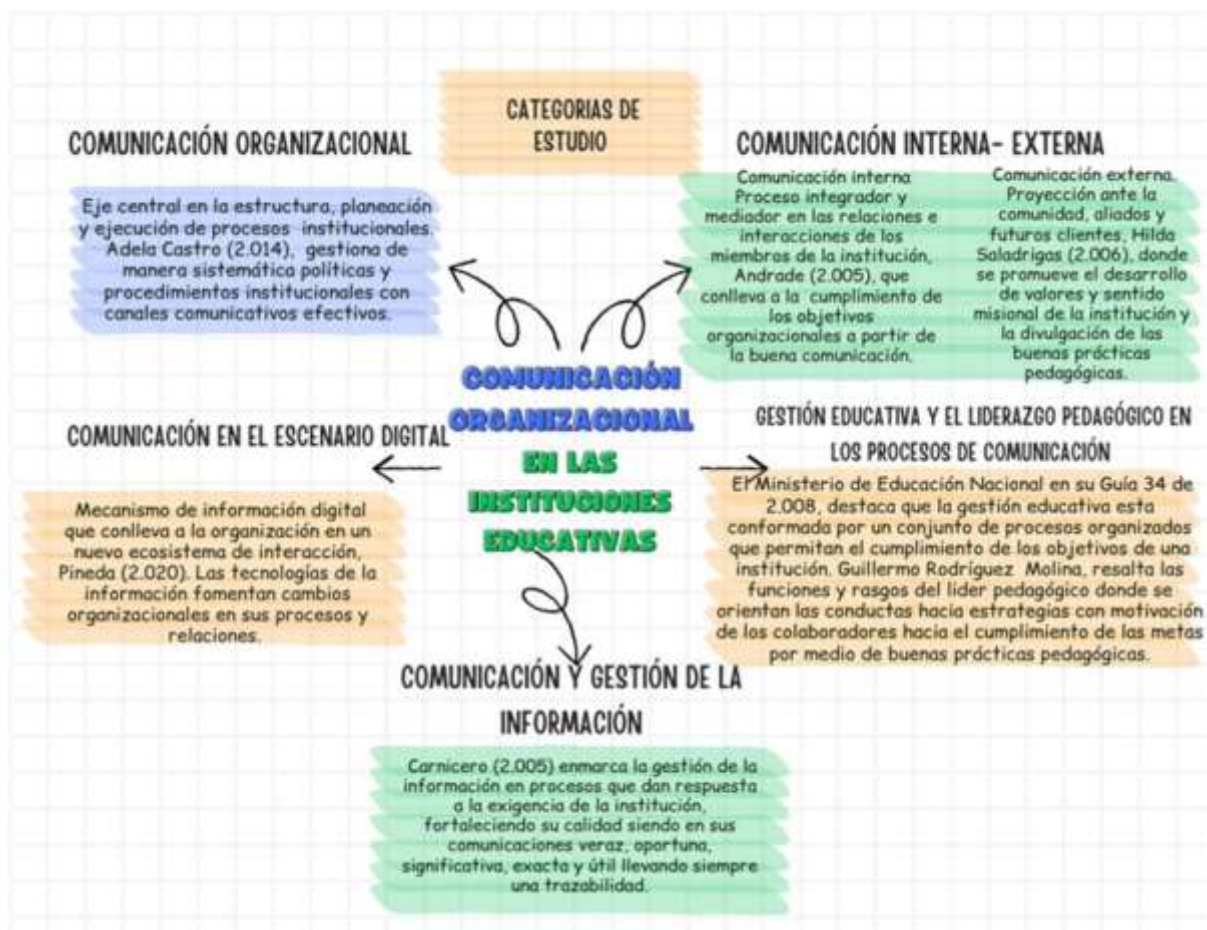 CATEGORIAS DE
ESTUDIO
COMUNICACIÓN ORGANIZACIONAL
Eje central en la estructura, planeación
y ejecución de procesos institucionales.
Adela Castro (2.014), gestiona de
manera sistemática políticas y
procedimientos institucionales con
canales comunicativos efectivos.
COMUNICACIÓN INTERNA- EXTERNA
Comunicación interna
Proceso integrador y
mediador en las relaciones e
interacciones de los
miembros de la institución,
Andrade (2.005), que
conlleva a la cumplimiento de
los objetivos
organizacionales a partir de
la buena comunicación.
Comunicación externa.
Proyección ante la
comunidad, aliados y
futuros clientes, Hilda
Saladrigas (2.006), donde
se promueve el desarrollo
de valores y sentido
misional de la institución y
la divulgación de las
buenas prácticas
pedagógicas.
COMUNICACIÓN
ORGANIZACIONAL
EN LAS
INSTITUCIONES
EDUCATIVAS
COMUNICACIÓN EN EL ESCENARIO DIGITAL
Mecanismo de información digital
que conlleva a la organización en un
nuevo ecosistema de interacción,
Pineda (2.020). Las tecnologías de la
información fomentan cambios
organizacionales en sus procesos y
relaciones.
GESTIÓN EDUCATIVA Y EL LIDERAZGO PEDAGÓGICO EN
LOS PROCESOS DE COMUNICACIÓN
El Ministerio de Educación Nacional en su Guía 34 de
2.008, destaca que la gestión educativa esta
conformada por un conjunto de procesos organizados
que permitan el cumplimiento de los objetivos de una
institución. Guillermo Rodríguez Molina, resalta las
funciones y rasgos del líder pedagógico donde se
orientan las conductas hacia estrategias con motivación
de los colaboradores hacia el cumplimiento de las metas
por medio de buenas prácticas pedagógicas.
COMUNICACIÓN Y GESTIÓN DE LA
INFORMACIÓN
Carnicero (2.005) enmarca la gestión de la
información en procesos que dan respuesta
a la exigencia de la institución,
fortaleciendo su calidad siendo en sus
comunicaciones veraz, oportuna,
significativa, exacta y útil llevando siempre
una trazabilidad.